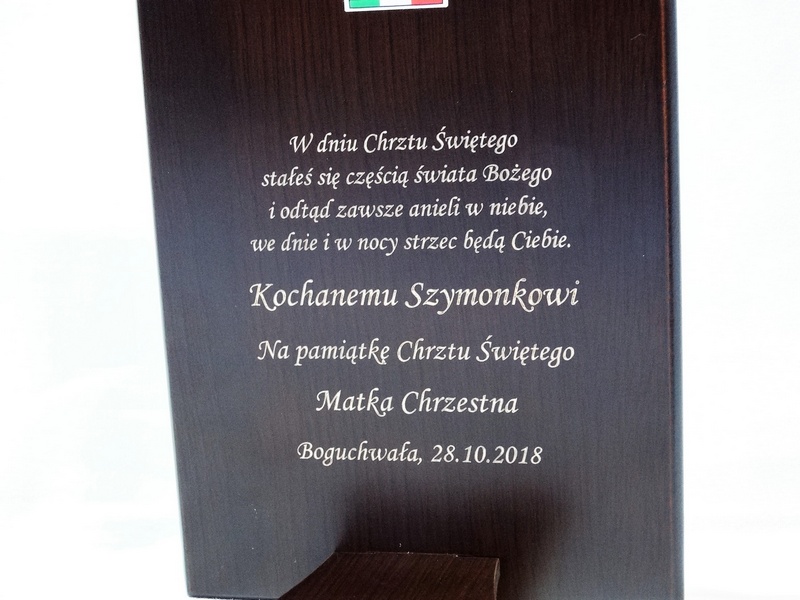 W dniu Chrztu Świętego
stałeś się częścią świata Bożego
i odtąd zawsze anieli w niebie,
we dnie i w nocy strzec będą Ciebie.
Kochanemu Szymonkowi
Na pamiątkę Chrztu Świętego
Matka Chrzestna
Boguchwała, 28.10.2018